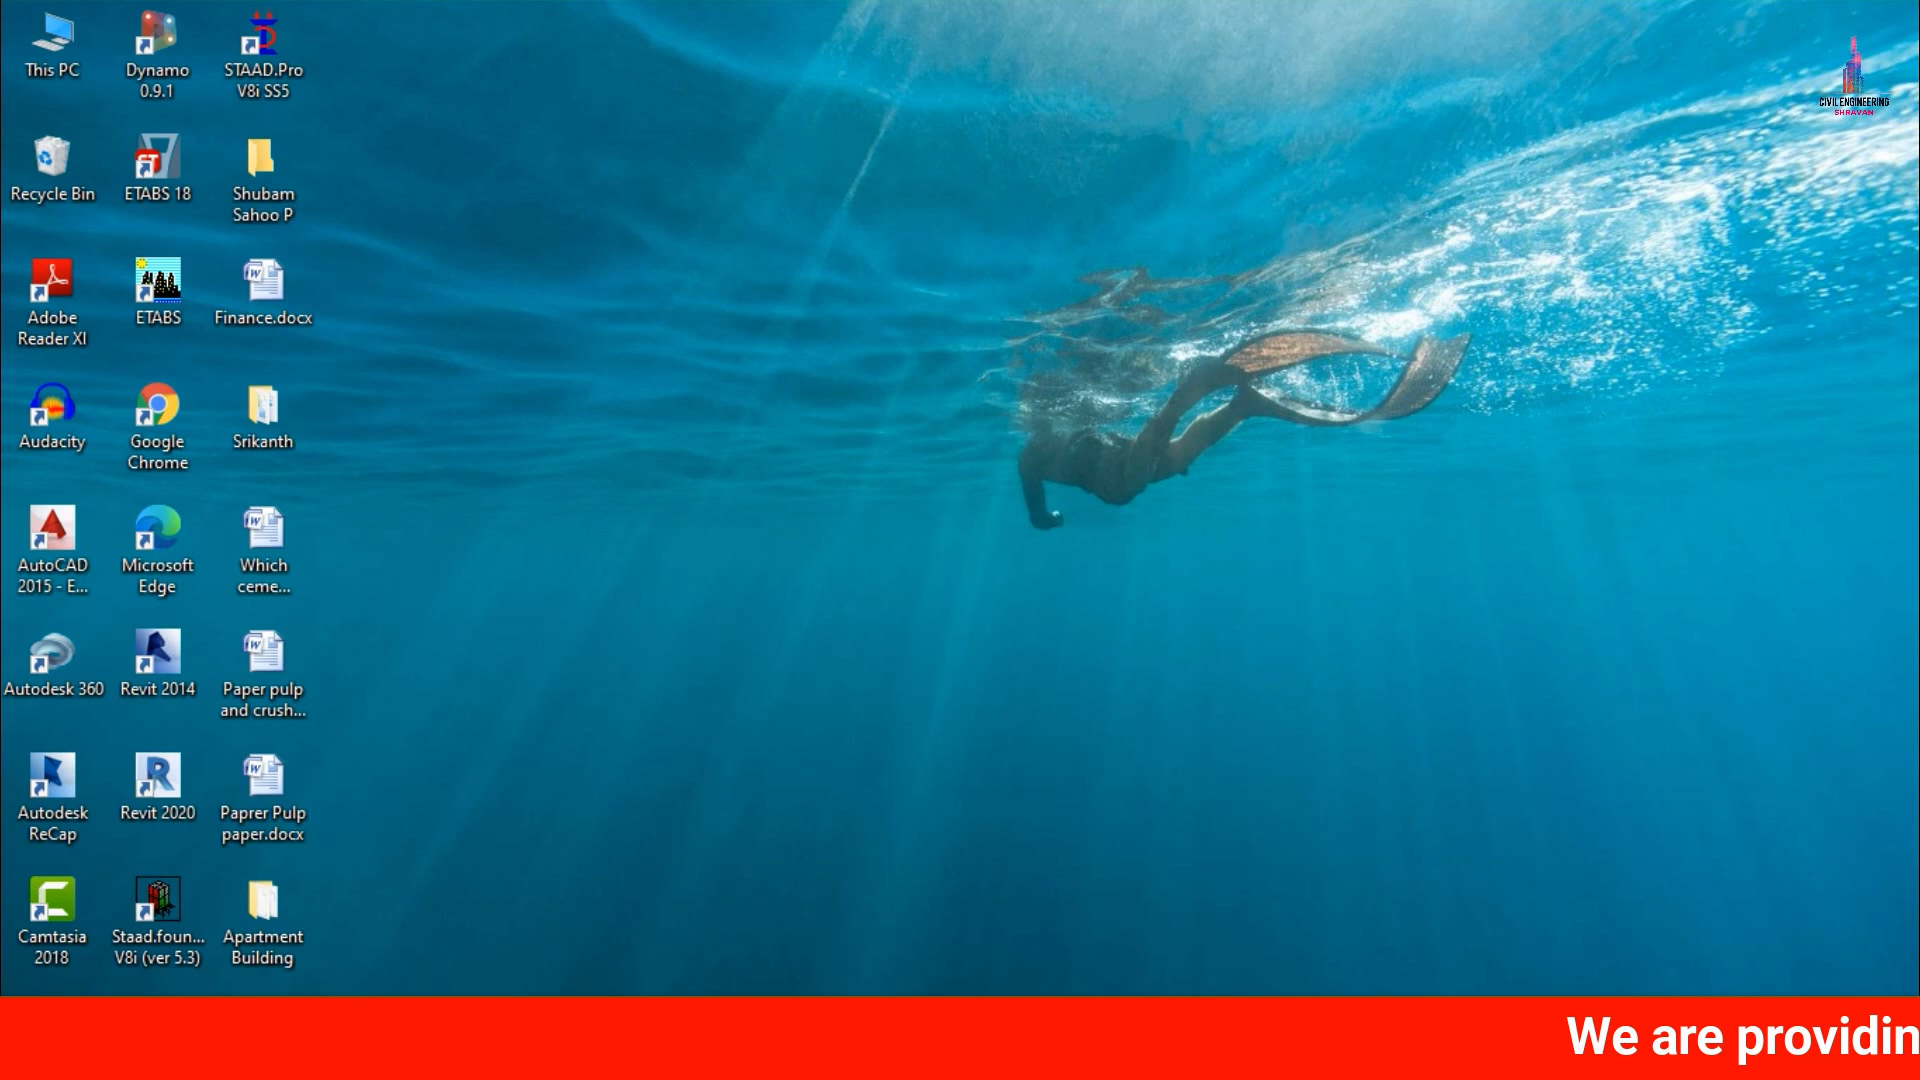 This PC
Dynamo
0.9.1
STAAD.Pro
V8i SS5
CIVIL ENGINEERING
SHRAVAN
Recycle Bin
ETABS 18
Shubam
Sahoo P
Adobe
Reader XI
ETABS
Finance.docx
Audacity
Google
Chrome
Srikanth
AutoCAD
2015 - E...
Microsoft
Edge
Which
ceme...
Autodesk 360
Revit 2014
Paper pulp
and crush...
Autodesk
ReCap
Revit 2020
Paprer Pulp
paper.docx
Camtasia
2018
Staad.foun...
V8i (ver 5.3)
Apartment
Building
We are providin